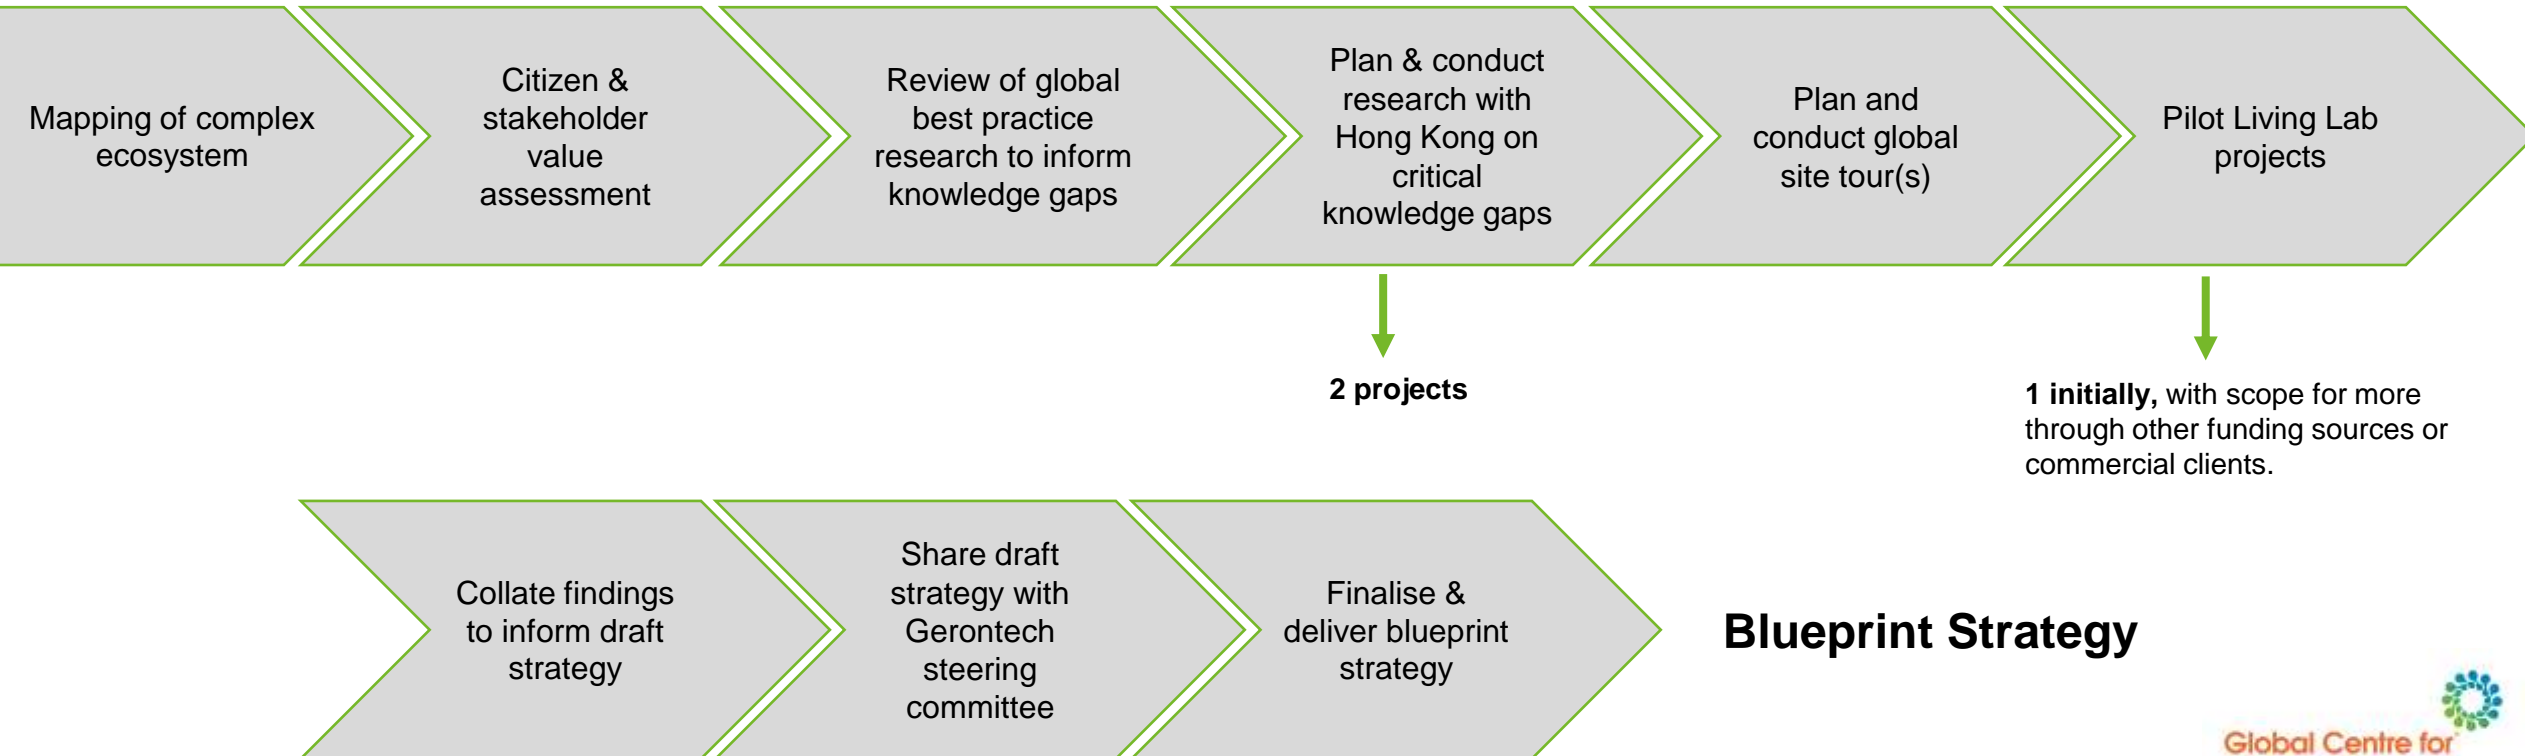 Mapping of complex
ecosystem
Citizen &
stakeholder
value
assessment
Review of global
best practice
research to inform
knowledge gaps
Plan & conduct
research with
Hong Kong on
critical
knowledge gaps
Plan and
conduct global
site tour(s)
Pilot Living Lab
projects
2 projects
1 initially, with scope for more
through other funding sources or
commercial clients.
Collate findings
to inform draft
strategy
Share draft
strategy with
Gerontech
steering
committee
Finalise &
deliver blueprint
strategy
Blueprint Strategy
Global Centre for